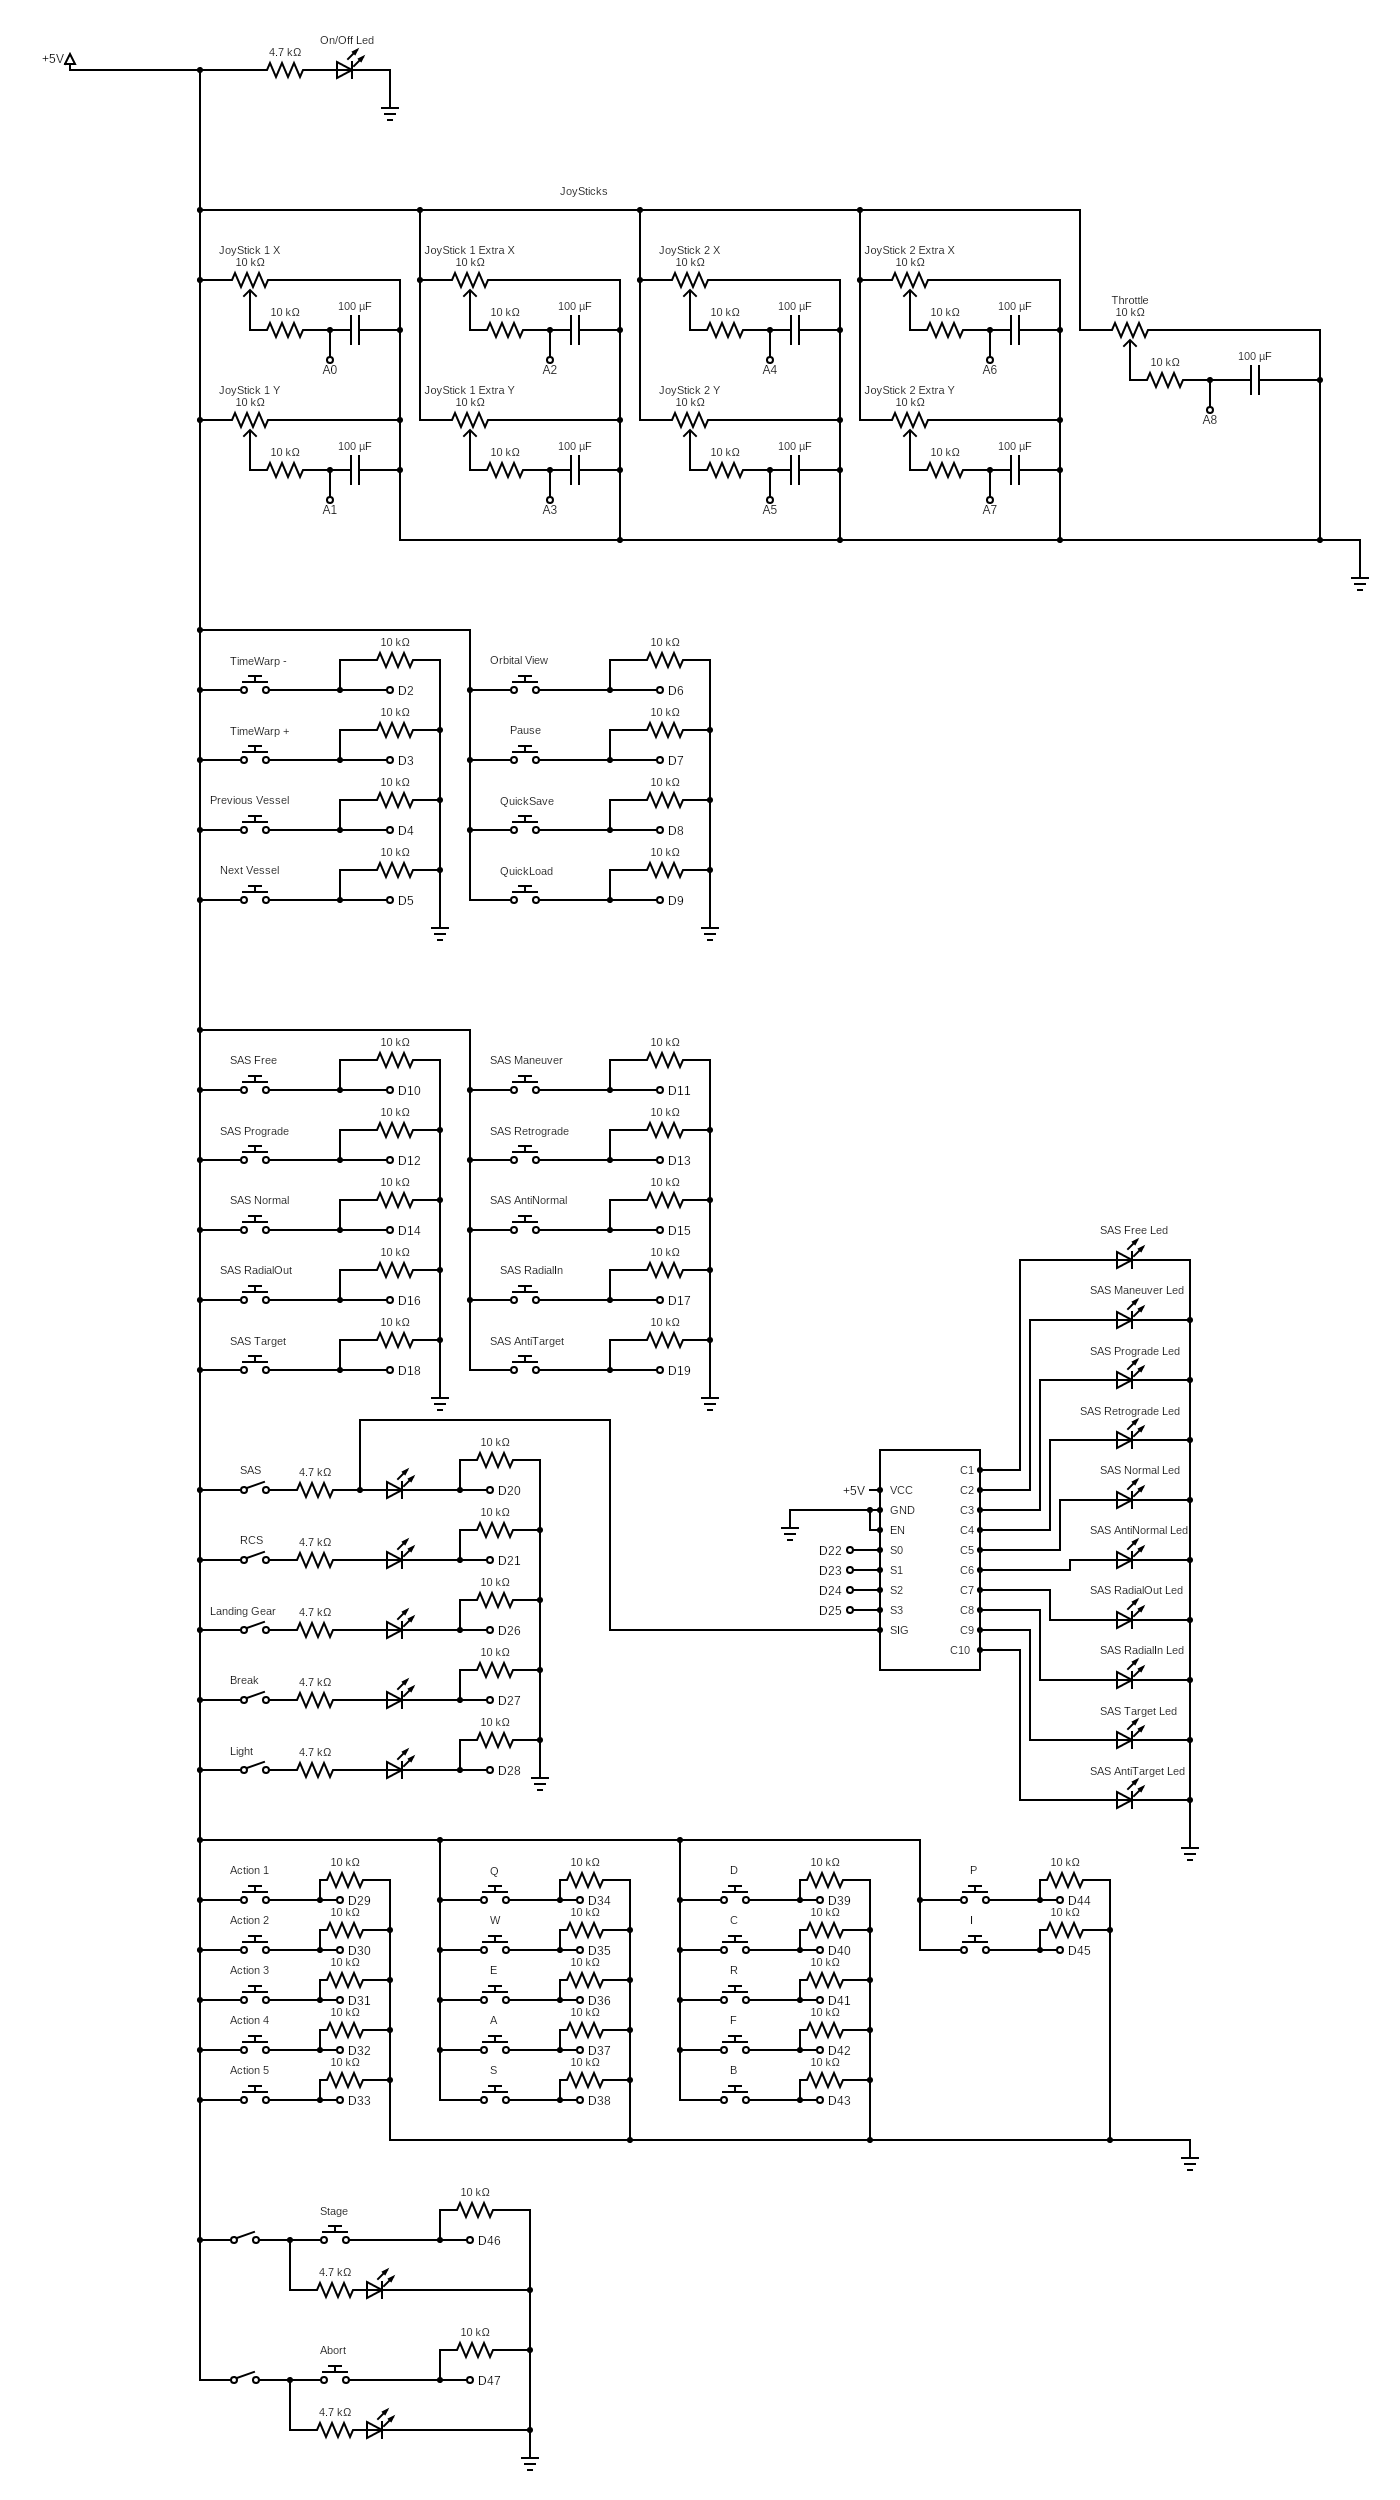 On/Off Led
4.7 kΩ
+5V
JoySticks
JoyStick 1 X
JoyStick 1 Extra X
JoyStick 2 X
JoyStick 2 Extra X
10 kΩ
10 kΩ
10 kΩ
10 kΩ
Throttle
10 kΩ
10 kΩ
100 µF
10 kΩ
100 µF
10 kΩ
100 µF
10 kΩ
100 µF
10 kΩ
100 µF
A0
A2
A4
A6
A8
JoyStick 1 Y
JoyStick 1 Extra Y
JoyStick 2 Y
JoyStick 2 Extra Y
10 kΩ
10 kΩ
10 kΩ
10 kΩ
10 kΩ
100 µF
10 kΩ
100 µF
10 kΩ
100 µF
10 kΩ
100 µF
A1
A3
A5
A7
10 kΩ
10 kΩ
TimeWarp -
Orbital View
D2
D6
10 kΩ
10 kΩ
TimeWarp +
Pause
D3
D7
10 kΩ
10 kΩ
Previous Vessel
QuickSave
D4
D8
10 kΩ
10 kΩ
Next Vessel
QuickLoad
D5
D9
10 kΩ
10 kΩ
SAS Free
SAS Maneuver
D10
D11
10 kΩ
10 kΩ
SAS Prograde
SAS Retrograde
D12
D13
10 kΩ
10 kΩ
SAS Normal
SAS AntiNormal
D14
D15
10 kΩ
10 kΩ
SAS RadialOut
SAS RadialIn
D16
D17
10 kΩ
10 kΩ
SAS Target
SAS AntiTarget
D18
D19
10 kΩ
SAS
4.7 kΩ
D20
10 kΩ
RCS
4.7 kΩ
D21
10 kΩ
Landing Gear
4.7 kΩ
D26
10 kΩ
Break
4.7 kΩ
D27
10 kΩ
Light
4.7 kΩ
D28
+5V
VCC
GND
EN
D22
S0
D23
S1
D24
S2
D25
S3
SIG
C1
C2
C3
C4
C5
C6
C7
C8
C9
C10
SAS Free Led
SAS Maneuver Led
SAS Prograde Led
SAS Retrograde Led
SAS Normal Led
SAS AntiNormal Led
SAS RadialOut Led
SAS RadialIn Led
SAS Target Led
SAS AntiTarget Led
10 kΩ
10 kΩ
10 kΩ
10 kΩ
Action 1
Q
D
P
D29
D34
D39
D44
10 kΩ
10 kΩ
10 kΩ
10 kΩ
Action 2
W
C
I
D30
D35
D40
D45
10 kΩ
10 kΩ
10 kΩ
Action 3
E
R
D31
D36
D41
10 kΩ
10 kΩ
10 kΩ
Action 4
A
F
D32
D37
D42
10 kΩ
10 kΩ
10 kΩ
Action 5
S
B
D33
D38
D43
10 kΩ
Stage
D46
4.7 kΩ
10 kΩ
Abort
D47
4.7 kΩ